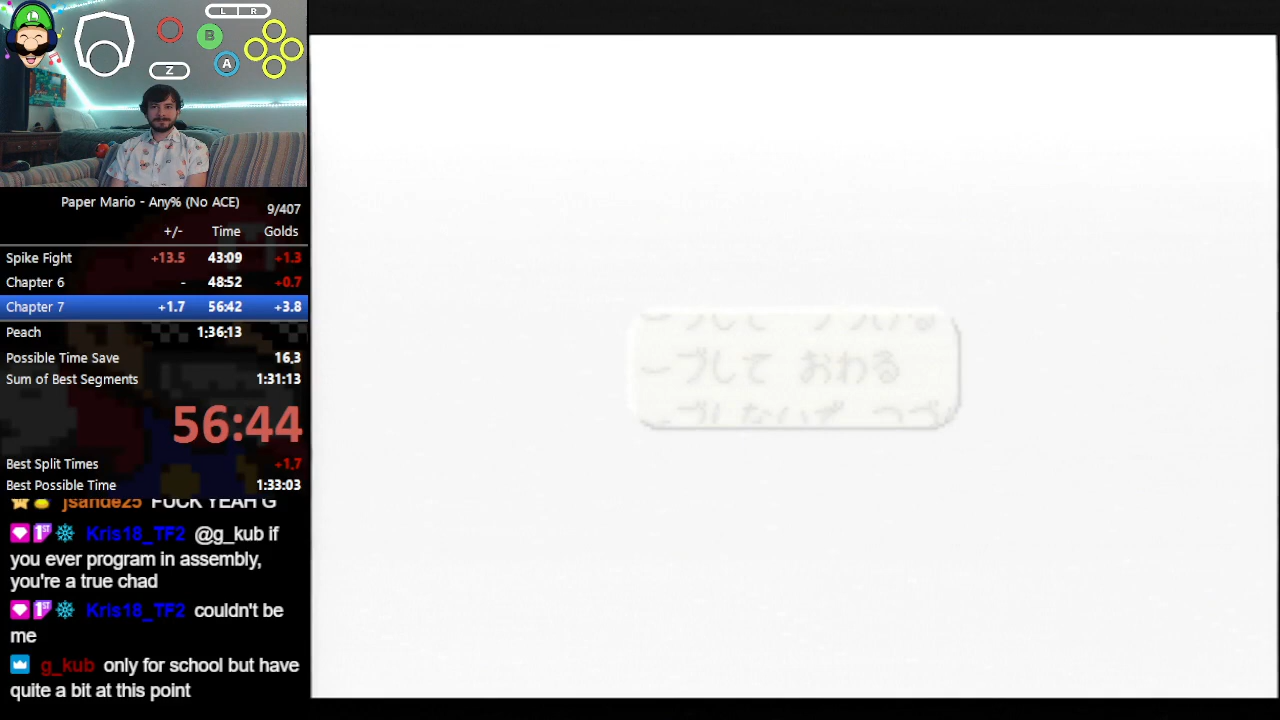 L R
B
A
Z
Paper Mario - Any% (No ACE)
9/407
+/- Time Golds
Spike Fight +13.5 43:09 +1.3
Chapter 6 - 48:52 +0.7
Chapter 7 +1.7 56:42 +3.8
Peach 1:36:13
Possible Time Save 16.3
Sum of Best Segments 1:31:13
56:44
Best Split Times +1.7
Best Possible Time 1:33:03
jsande25 FUCK YEAH G
Kris18_TF2 @g_kub if
you ever program in assembly,
you're a true chad
Kris18_TF2 couldn't be
me
g_kub only for school but have
quite a bit at this point
ーブして おわる